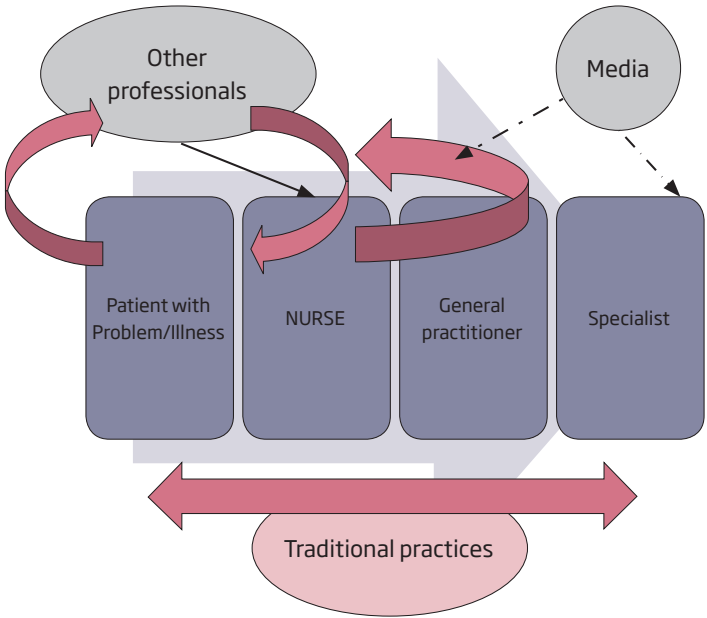 Other
professionals
Media
Patient with
Problem/Illness
NURSE
General
practitioner
Specialist
Traditional practices